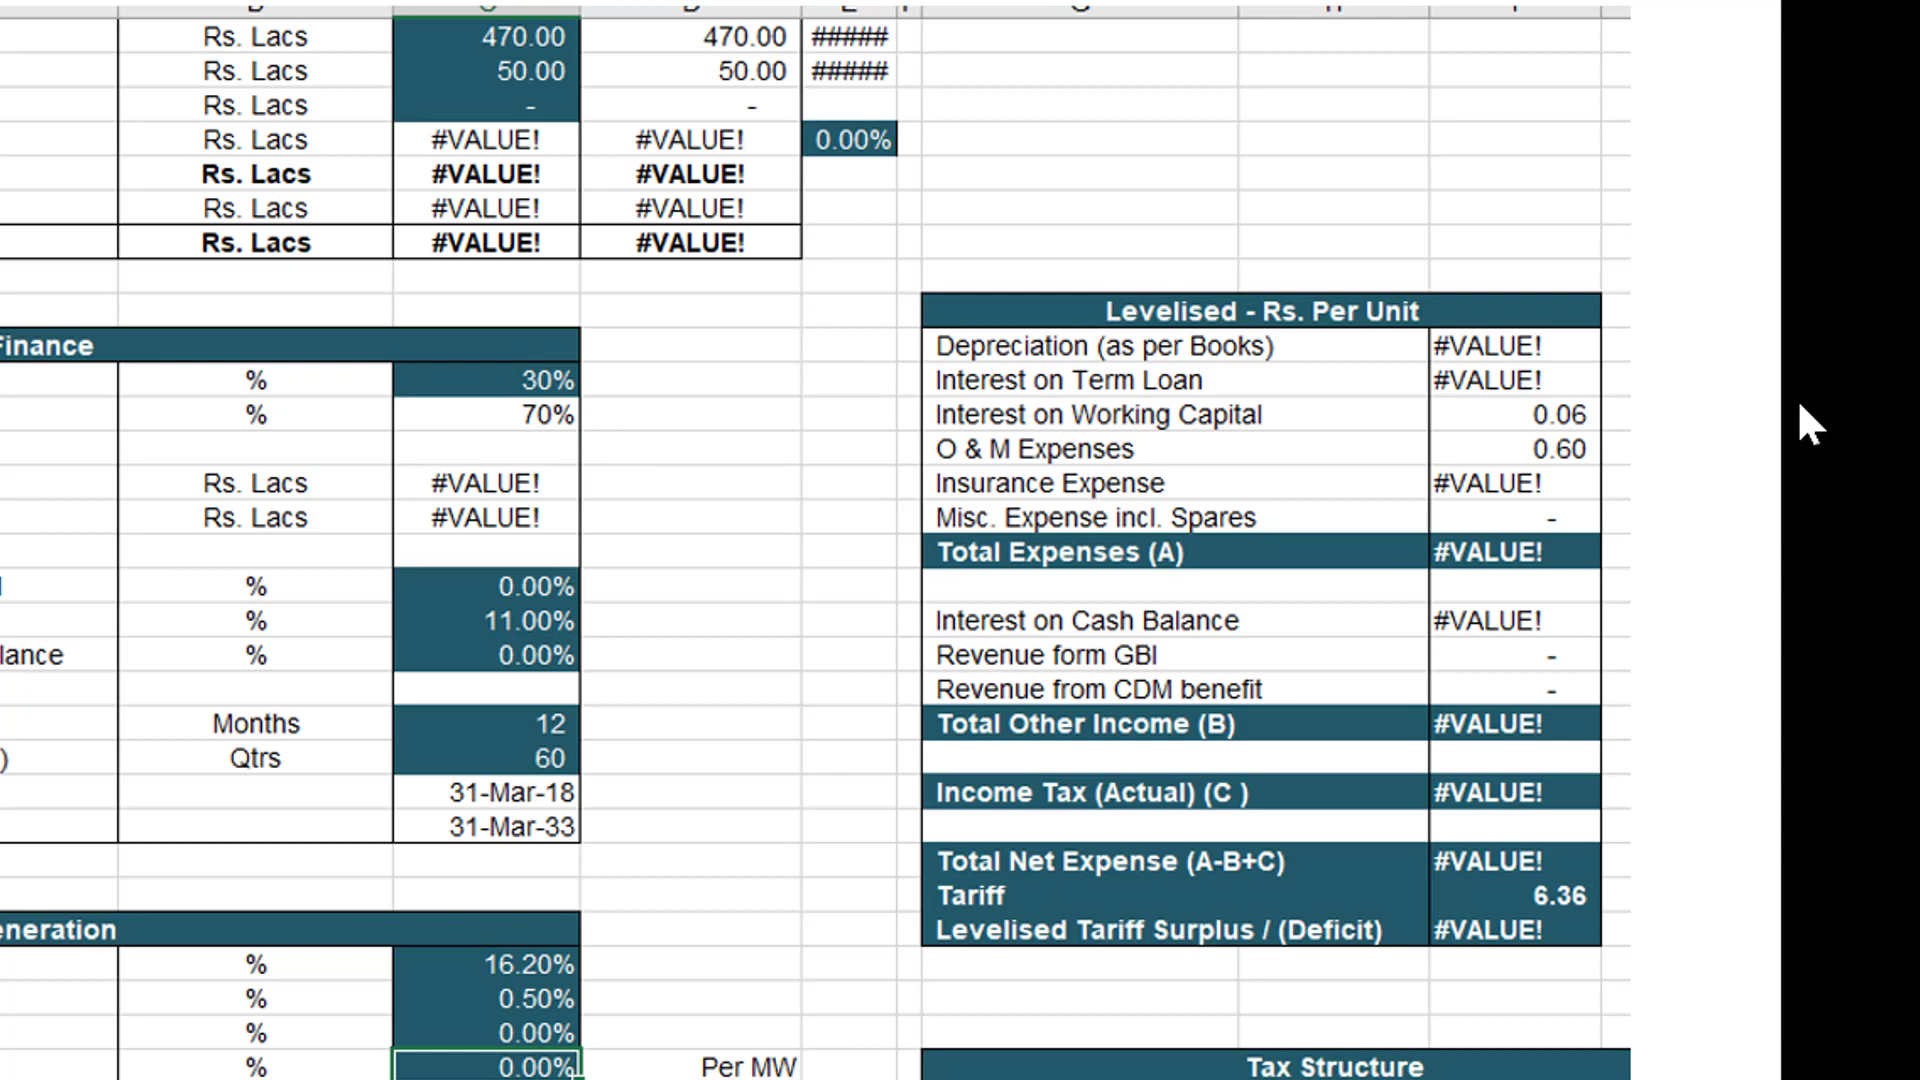 Rs. Lacs 470.00 470.00 #####
Rs. Lacs 50.00 50.00 #####
Rs. Lacs - -
Rs. Lacs #VALUE! #VALUE! 0.00%
Rs. Lacs #VALUE! #VALUE!
Rs. Lacs #VALUE! #VALUE!
Rs. Lacs #VALUE! #VALUE!
Levelised - Rs. Per Unit
Finance Depreciation (as per Books) #VALUE!
% 30% Interest on Term Loan #VALUE!
% 70% Interest on Working Capital 0.06
O & M Expenses 0.60
Rs. Lacs #VALUE! Insurance Expense #VALUE!
Rs. Lacs #VALUE! Misc. Expense incl. Spares -
Total Expenses (A) #VALUE!
% 0.00%
% 11.00% Interest on Cash Balance #VALUE!
lance % 0.00% Revenue form GBI -
Revenue from CDM benefit -
Months 12 Total Other Income (B) #VALUE!
) Qtrs 60
31-Mar-18 Income Tax (Actual) (C ) #VALUE!
31-Mar-33
Total Net Expense (A-B+C) #VALUE!
Tariff 6.36
eneration Levelised Tariff Surplus / (Deficit) #VALUE!
% 16.20%
% 0.50%
% 0.00%
% 0.00% Per MW Tax Structure